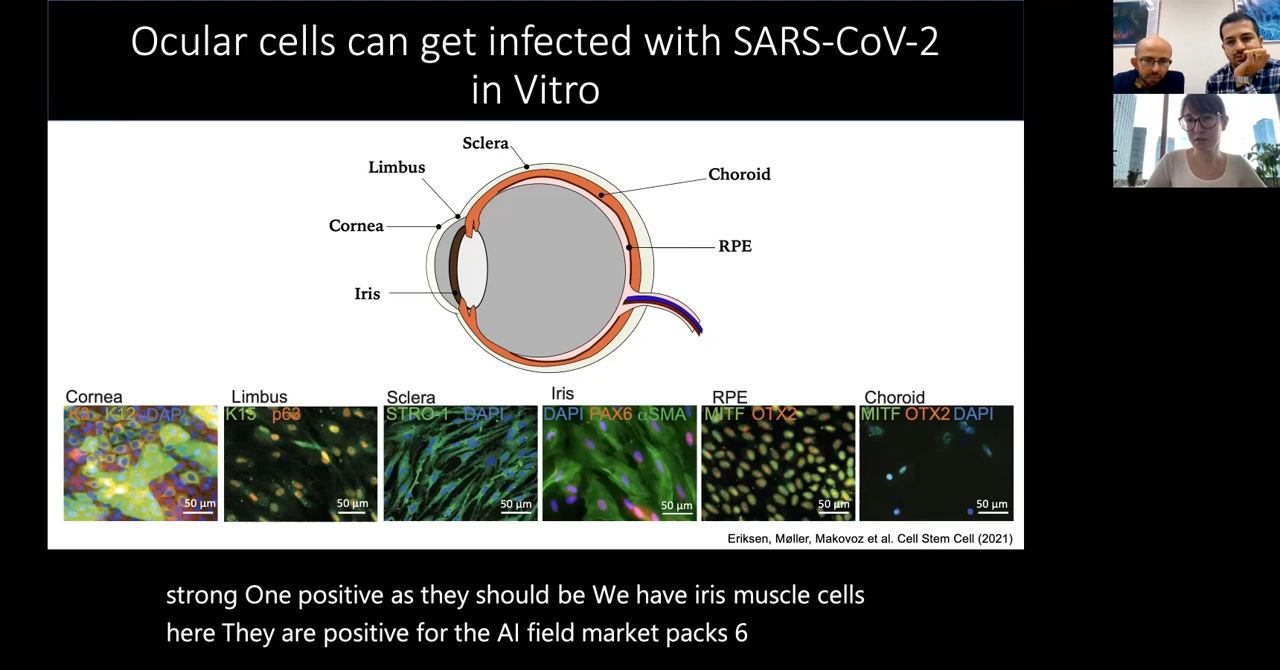 Ocular cells can get infected with SARS-CoV-2
in Vitro
Sclera
Limbus
Choroid
Cornea
RPE
Iris
Cornea
Limbus
Sclera
Iris
RPE
Choroid
K3 K12 DAPI
K15 p63
STRO-1 DAPI
DAPI PAX6 αSMA
MITF OTX2
MITF OTX2 DAPI
50 µm
50 µm
50 µm
50 µm
50 µm
50 µm
Eriksen, Møller, Makovoz et al. Cell Stem Cell (2021)
strong One positive as they should be We have iris muscle cells
here They are positive for the AI field market packs 6